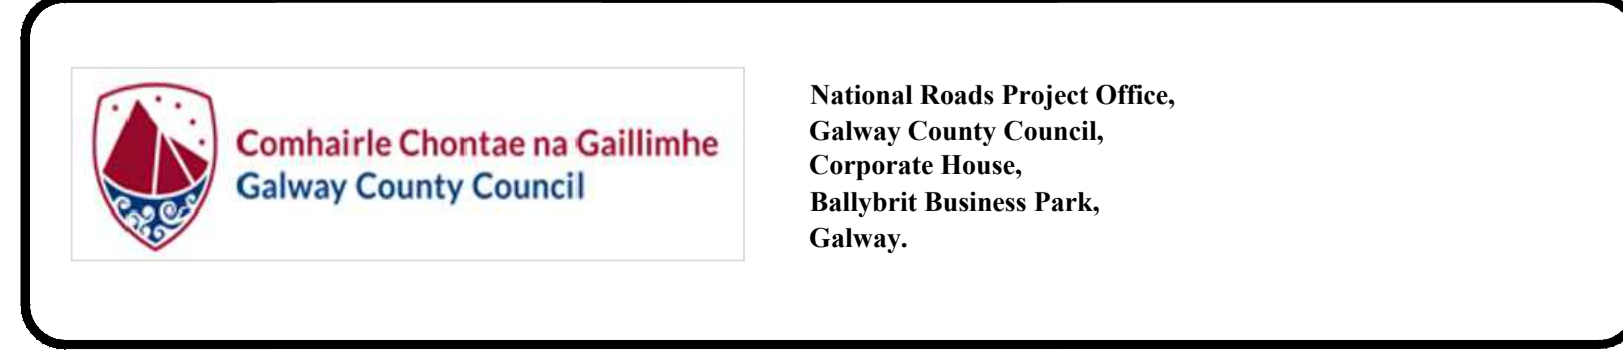 Comhairle Chontae na Gaillimhe
Galway County Council
National Roads Project Office,
Galway County Council,
Corporate House,
Ballybrit Business Park,
Galway.